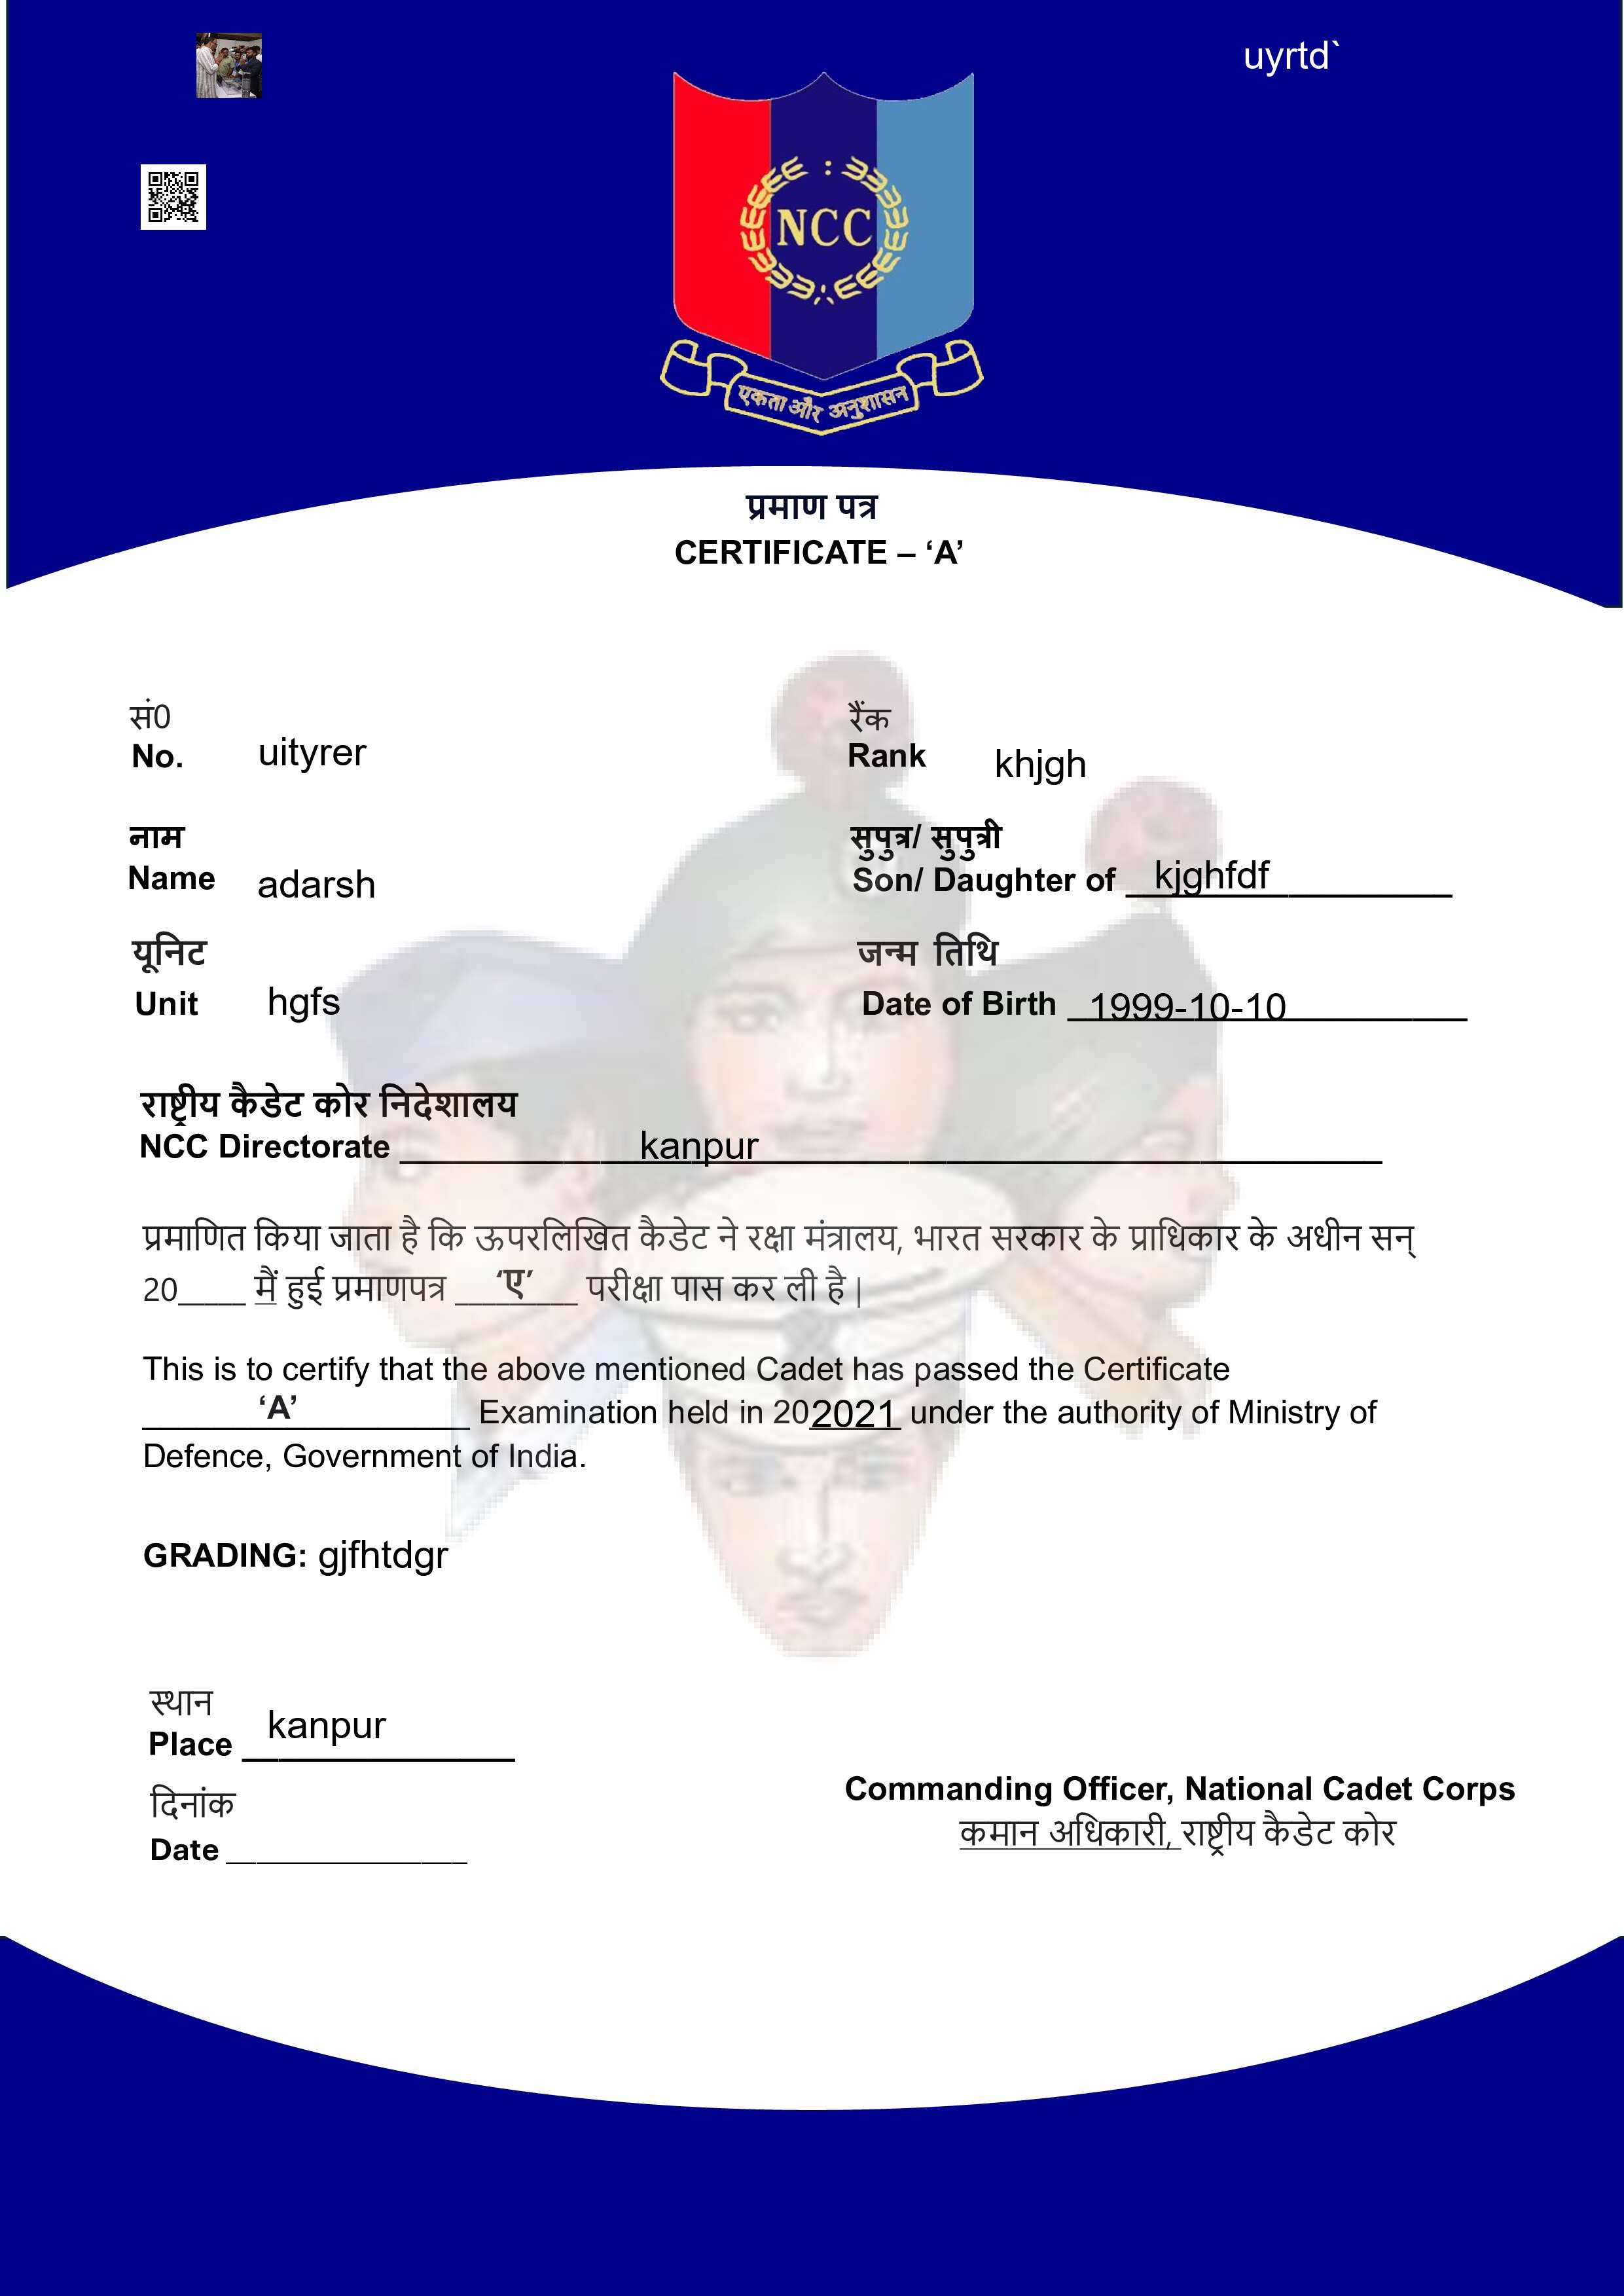 uyrtd`
NCC
एकता और अनुशासन
प्रमाण पत्र
CERTIFICATE – ‘A’
सं0
No. uityrer
रैंक
Rank khjgh
नाम
Name adarsh
सुपुत्र/ सुपुत्री
Son/ Daughter of kjghfdf
यूनिट
Unit hgfs
जन्म तिथि
Date of Birth 1999-10-10
राष्ट्रीय कैडेट कोर निदेशालय
NCC Directorate kanpur
प्रमाणित किया जाता है कि ऊपरलिखित कैडेट ने रक्षा मंत्रालय, भारत सरकार के प्राधिकार के अधीन सन्
20____ मैं हुई प्रमाणपत्र ‘ए’ परीक्षा पास कर ली है |
This is to certify that the above mentioned Cadet has passed the Certificate
‘A’ Examination held in 202021 under the authority of Ministry of
Defence, Government of India.
GRADING: gjfhtdgr
स्थान
Place kanpur
दिनांक
Date ______________
Commanding Officer, National Cadet Corps
कमान अधिकारी, राष्ट्रीय कैडेट कोर